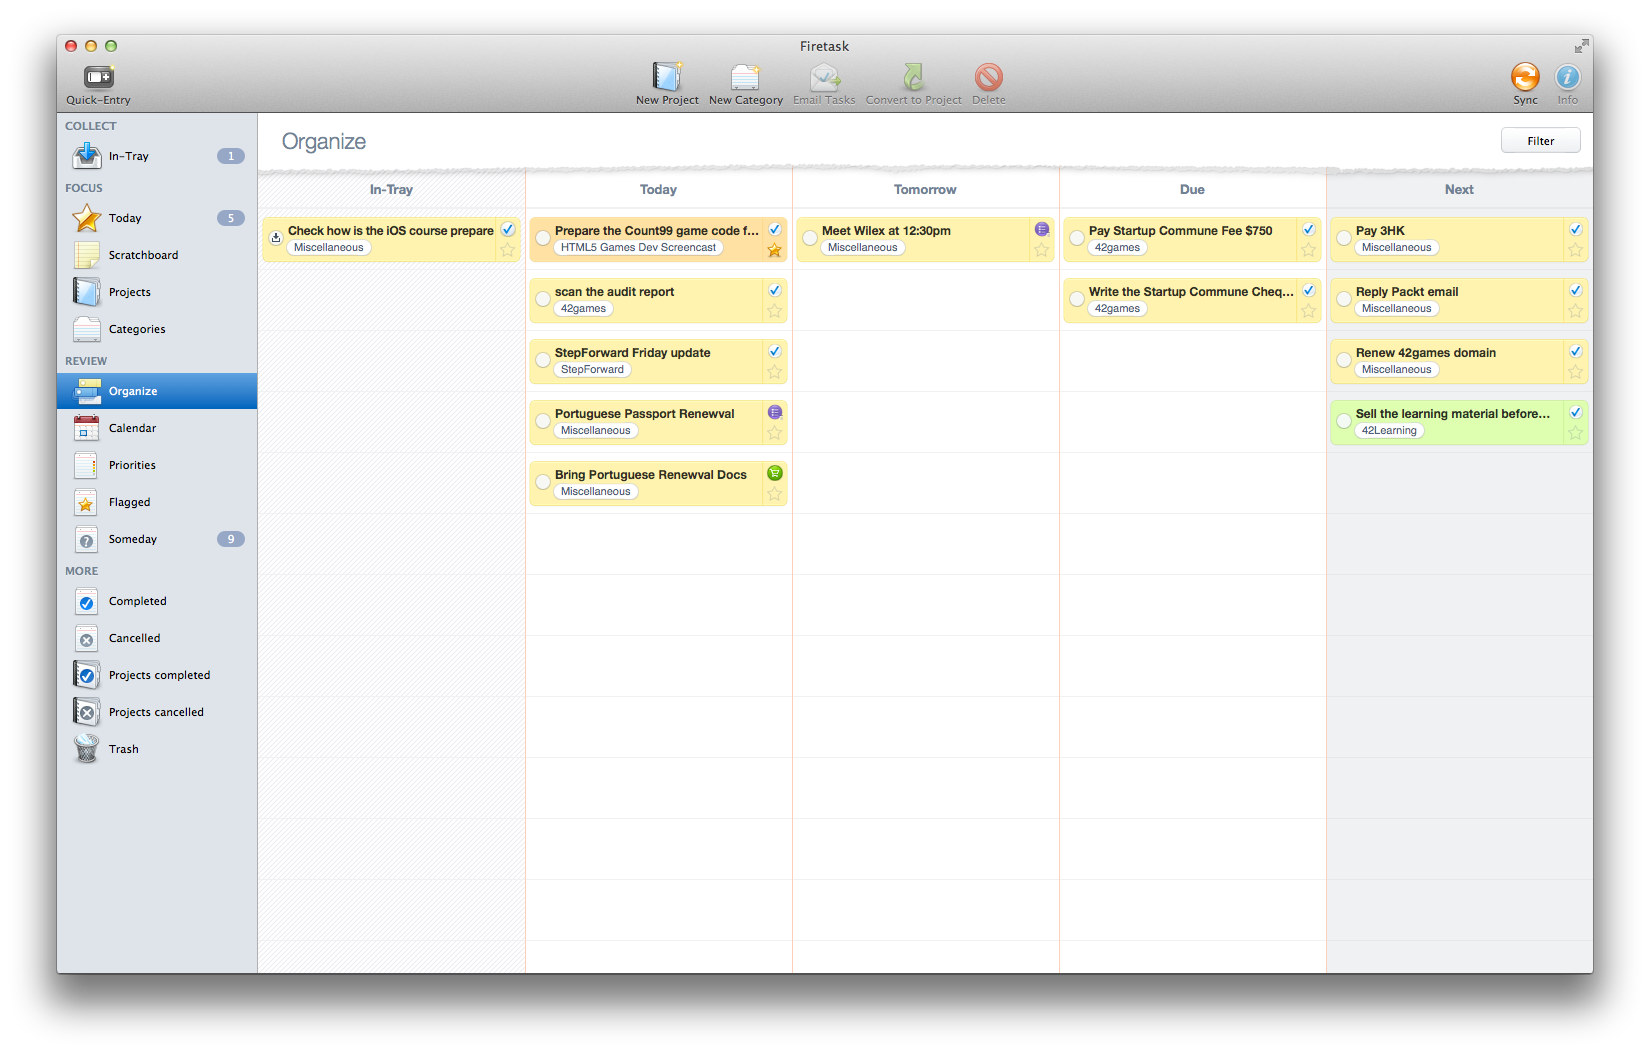 Firetask
Quick-Entry
New Project
New Category
Email Tasks
Convert to Project
Delete
Sync
Info
COLLECT
In-Tray 1
FOCUS
Today 5
Scratchboard
Projects
Categories
REVIEW
Organize
Calendar
Priorities
Flagged
Someday 9
MORE
Completed
Cancelled
Projects completed
Projects cancelled
Trash
Organize
Filter
In-Tray
Check how is the iOS course prepare
Miscellaneous
Today
Prepare the Count99 game code f...
HTML5 Games Dev Screencast
scan the audit report
42games
StepForward Friday update
StepForward
Portuguese Passport Renewval
Miscellaneous
Bring Portuguese Renewval Docs
Miscellaneous
Tomorrow
Meet Wilex at 12:30pm
Miscellaneous
Due
Pay Startup Commune Fee $750
42games
Write the Startup Commune Cheq...
42games
Next
Pay 3HK
Miscellaneous
Reply Packt email
Miscellaneous
Renew 42games domain
Miscellaneous
Sell the learning material before...
42Learning